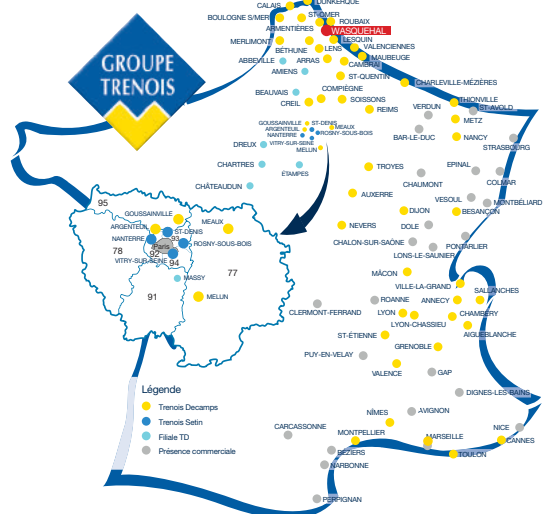 DUNKERQUE
CALAIS
BOULOGNE S/MER
ST-OMER
ROUBAIX
ARMENTIÈRES
WASQUEHAL
MERLIMONT
LESQUIN
BÉTHUNE
LENS
VALENCIENNES
ABBEVILLE
ARRAS
MAUBEUGE
CAMBRAI
AMIENS
ST-QUENTIN
CHARLEVILLE-MÉZIÈRES
BEAUVAIS
COMPIÈGNE
CREIL
SOISSONS
REIMS
THIONVILLE
VERDUN
ST-AVOLD
METZ
GOUSSAINVILLE
ST-DENIS
ARGENTEUIL
MEAUX
NANTERRE
ROSNY-SOUS-BOIS
VITRY-SUR-SEINE
MELUN
BAR-LE-DUC
NANCY
STRASBOURG
DREUX
CHARTRES
ÉTAMPES
TROYES
EPINAL
CHAUMONT
COLMAR
CHÂTEAUDUN
AUXERRE
VESOUL
MONTBÉLIARD
DIJON
BESANÇON
NEVERS
DOLE
CHALON-SUR-SAÔNE
PONTARLIER
LONS-LE-SAUNIER
MÂCON
VILLE-LA-GRAND
SALLANCHES
ROANNE
ANNECY
CLERMONT-FERRAND
LYON
CHAMBÉRY
LYON-CHASSIEU
AIGUEBLANCHE
ST-ÉTIENNE
GRENOBLE
PUY-EN-VELAY
VALENCE
GAP
DIGNES-LES-BAINS
NÎMES
AVIGNON
CARCASSONNE
MONTPELLIER
MARSEILLE
NICE
CANNES
BÉZIERS
TOULON
NARBONNE
PERPIGNAN
GROUPE
TRENOIS
95
GOUSSAINVILLE
MEAUX
ARGENTEUIL
ST-DENIS
NANTERRE
93
Paris
ROSNY-SOUS-BOIS
78
92
VITRY-SUR-SEINE
94
77
MASSY
91
MELUN
Légende
Trenois Decamps
Trenois Setin
Filiale TD
Présence commerciale